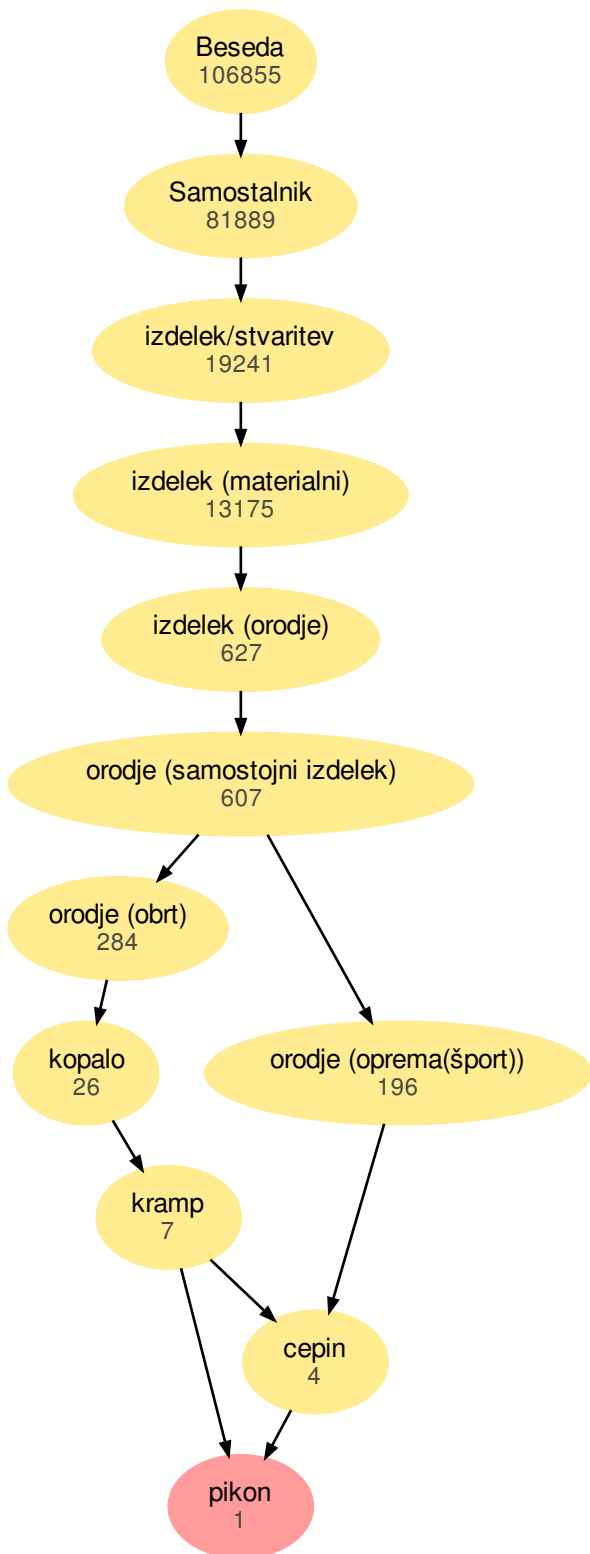 Beseda
106855
Samostalnik
81889
izdelek/stvaritev
19241
izdelek (materialni)
13175
izdelek (orodje)
627
orodje (samostojni izdelek)
607
orodje (obrt)
284
kopalo
26
orodje (oprema(šport))
196
kramp
7
cepin
4
pikon
1